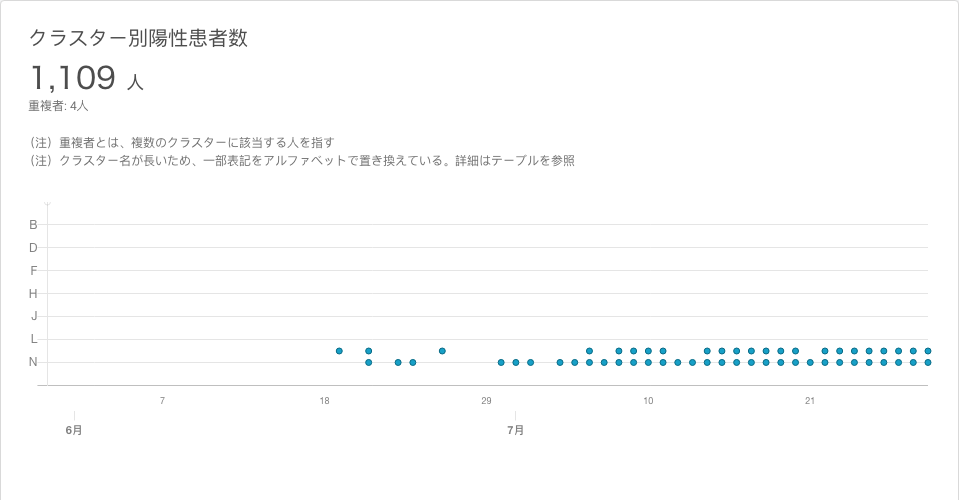 クラスター別陽性患者数
1,109 人
重複者: 4人
（注）重複者とは、複数のクラスターに該当する人を指す
（注）クラスター名が長いため、一部表記をアルファベットで置き換えている。詳細はテーブルを参照
B
D
F
H
J
L
N
7 18 29 10 21
6月 7月